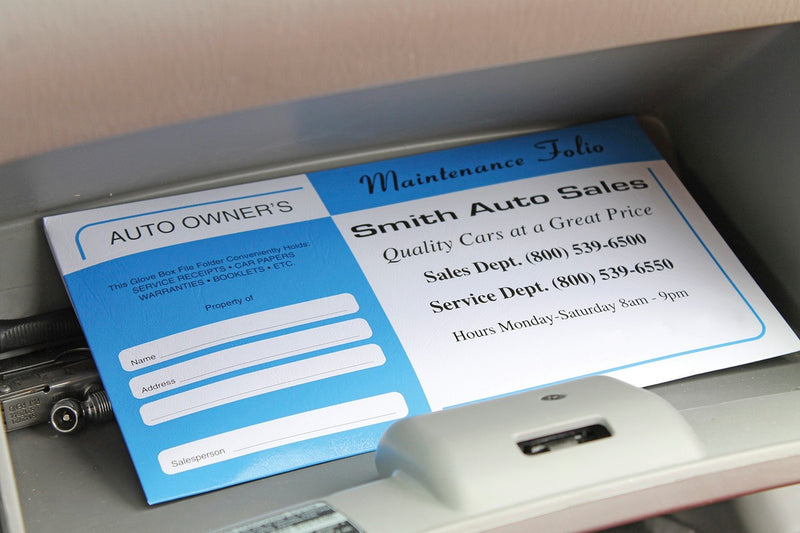 AUTO OWNER'S
Maintenance Folio
This Glove Box File Folder Conveniently Holds:
SERVICE RECEIPTS • CAR PAPERS
WARRANTIES • BOOKLETS • ETC.
Property of
Name
Address
Salesperson
Smith Auto Sales
Quality Cars at a Great Price
Sales Dept. (800) 539-6500
Service Dept. (800) 539-6550
Hours Monday-Saturday 8am - 9pm